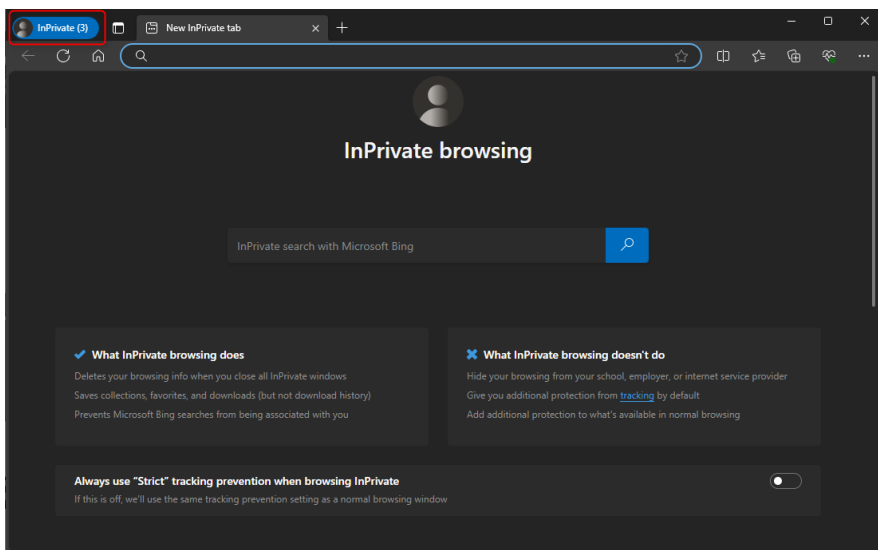 InPrivate (3)
New InPrivate tab
InPrivate browsing
InPrivate search with Microsoft Bing
What InPrivate browsing does
Deletes your browsing info when you close all InPrivate windows
Saves collections, favorites, and downloads (but not download history)
Prevents Microsoft Bing searches from being associated with you
What InPrivate browsing doesn't do
Hide your browsing from your school, employer, or internet service provider
Give you additional protection from tracking by default
Add additional protection to what's available in normal browsing
Always use "Strict" tracking prevention when browsing InPrivate
If this is off, we'll use the same tracking prevention setting as a normal browsing window